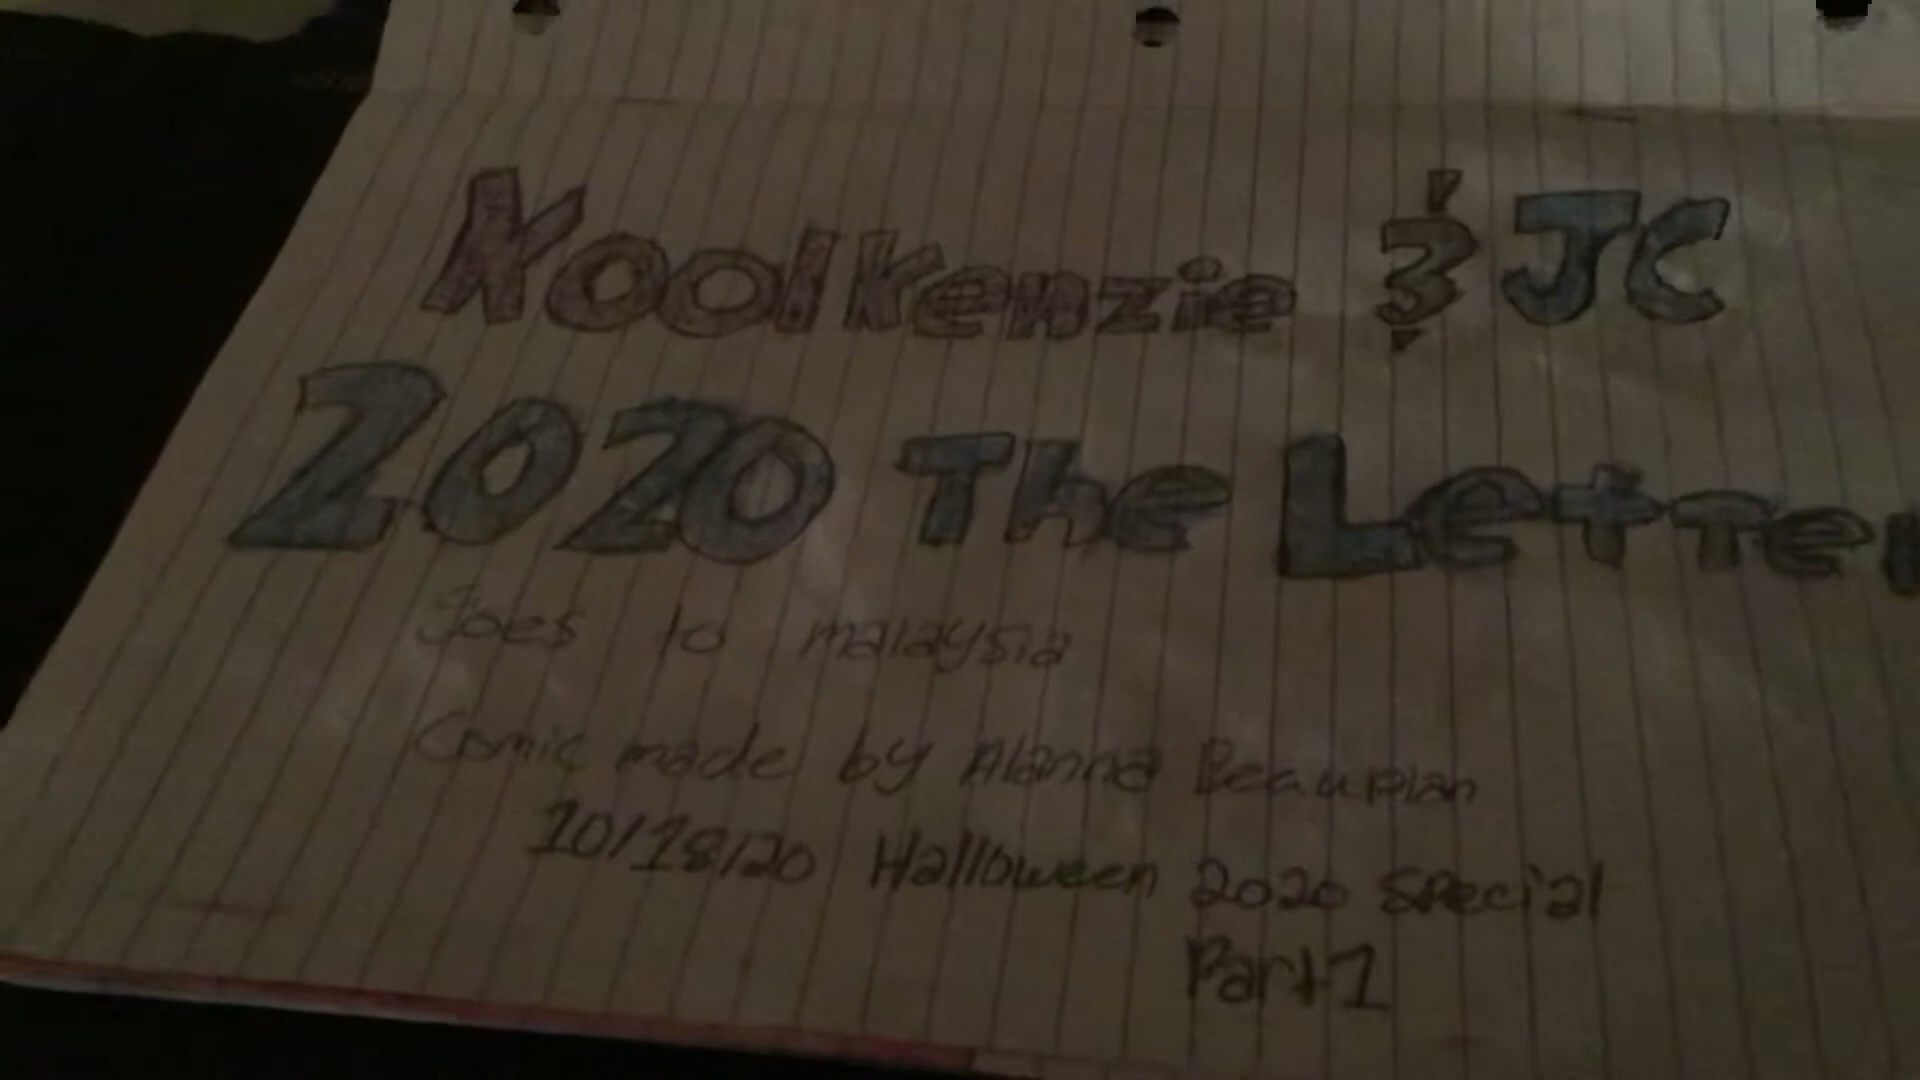 KoolKenzie & JC
2020 The Letter
goes to malaysia
Comic made by Alanna Beauplan
10/18/20 Halloween 2020 Special
Part 1